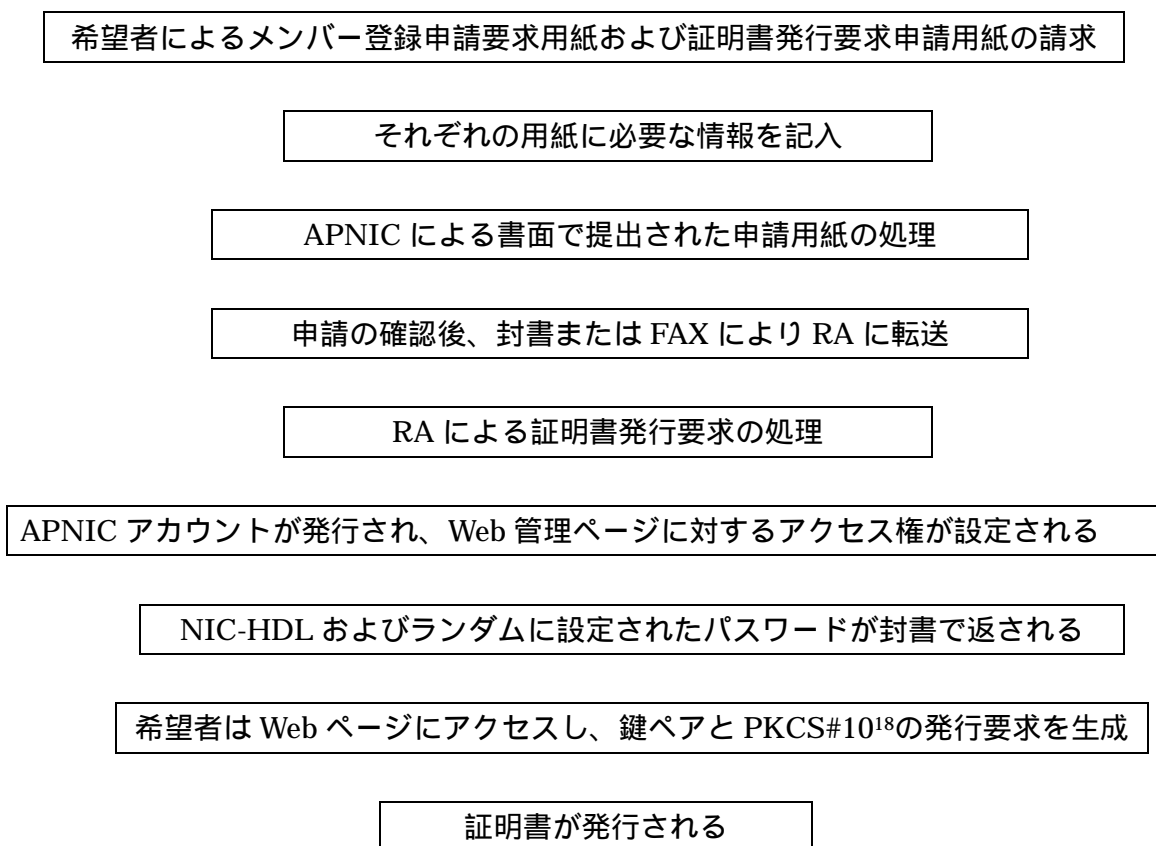 希望者によるメンバー登録申請要求用紙および証明書発行要求申請用紙の請求
それぞれの用紙に必要な情報を記入
APNIC による書面で提出された申請用紙の処理
申請の確認後、封書または FAX により RA に転送
RA による証明書発行要求の処理
APNIC アカウントが発行され、Web 管理ページに対するアクセス権が設定される
NIC-HDL およびランダムに設定されたパスワードが封書で返される
希望者は Web ページにアクセスし、鍵ペアと PKCS#10¹⁸の発行要求を生成
証明書が発行される